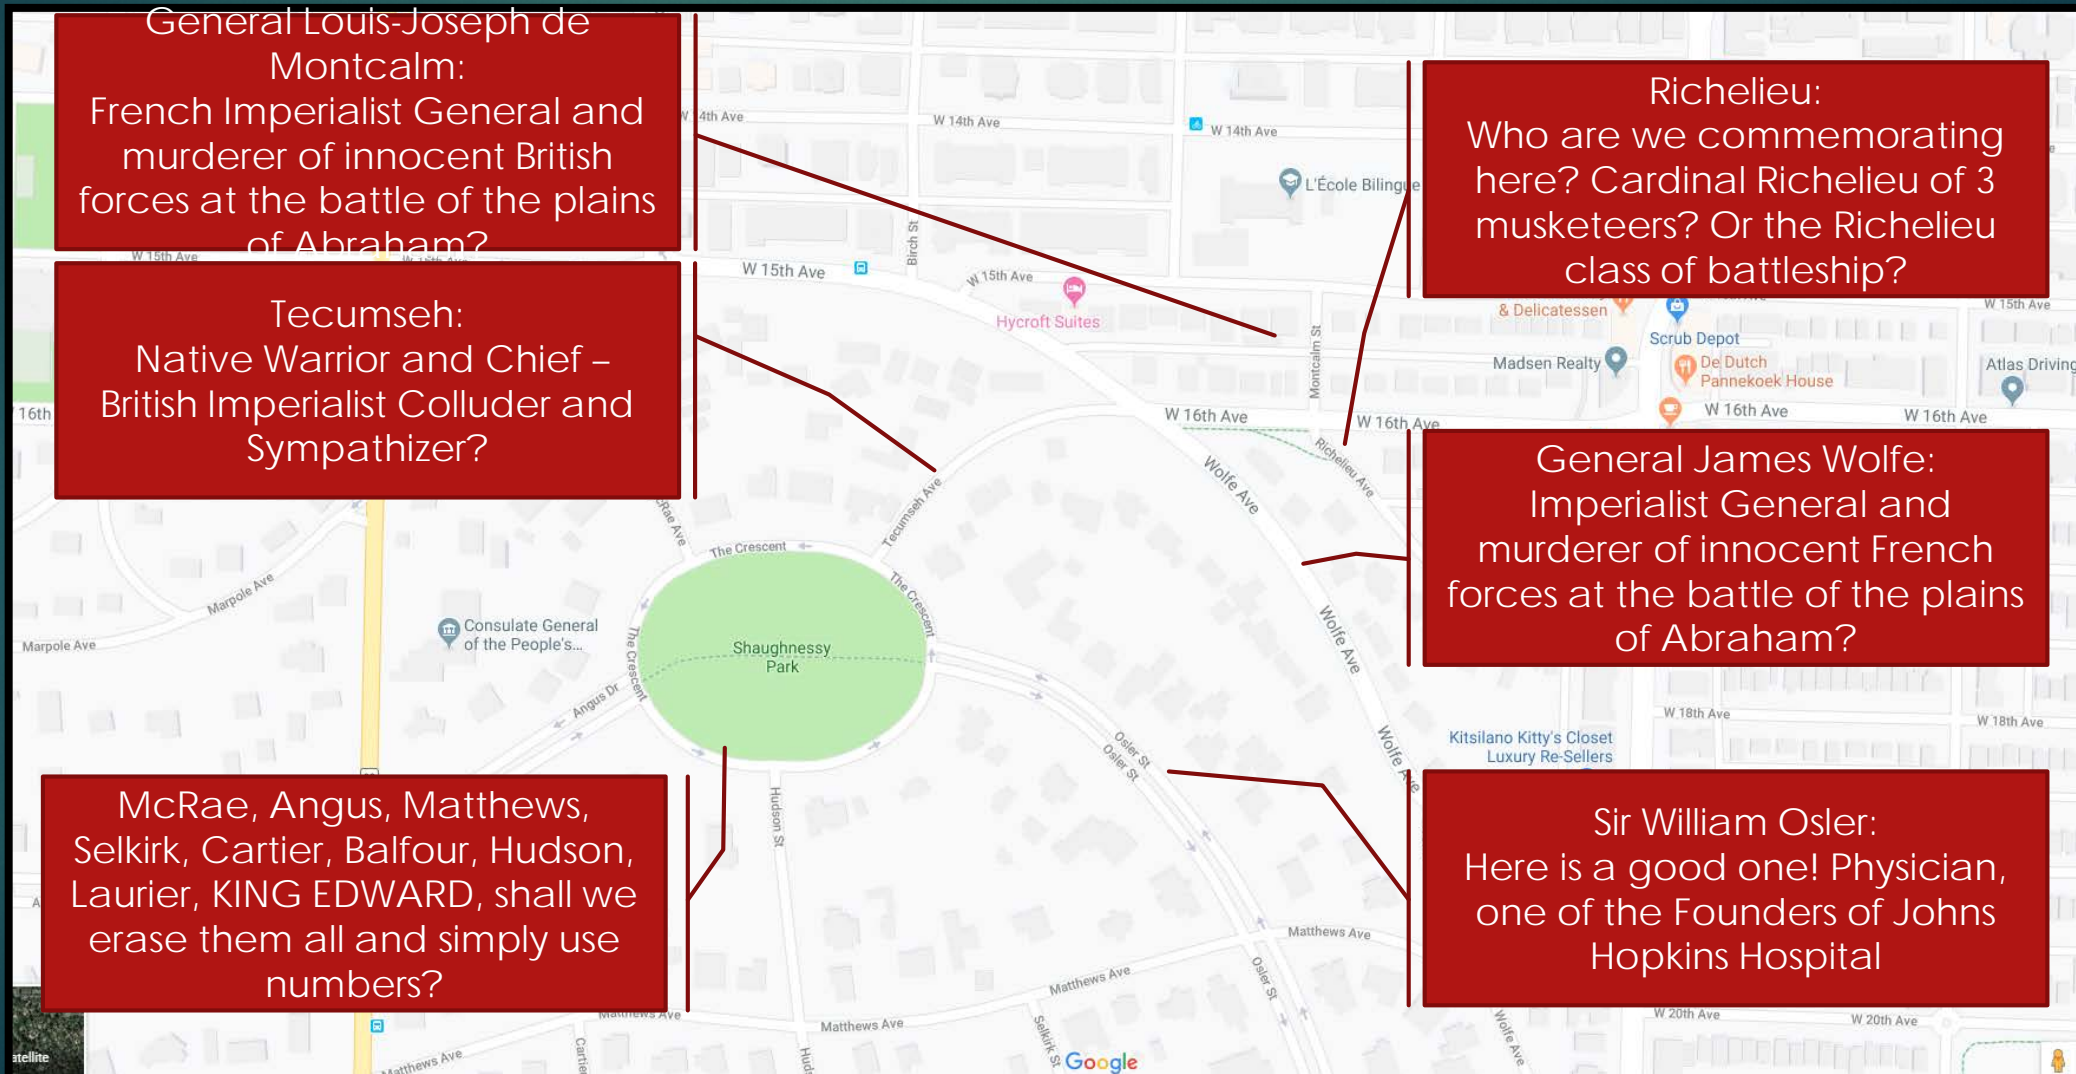 General Louis-Joseph de
Montcalm:
French Imperialist General and
murderer of innocent British
forces at the battle of the plains
of Abraham?
Tecumseh:
Native Warrior and Chief –
British Imperialist Colluder and
Sympathizer?
McRae, Angus, Matthews,
Selkirk, Cartier, Balfour, Hudson,
Laurier, KING EDWARD, shall we
erase them all and simply use
numbers?
Richelieu:
Who are we commemorating
here? Cardinal Richelieu of 3
musketeers? Or the Richelieu
class of battleship?
General James Wolfe:
Imperialist General and
murderer of innocent French
forces at the battle of the plains
of Abraham?
Sir William Osler:
Here is a good one! Physician,
one of the Founders of Johns
Hopkins Hospital
W 14th Ave
W 14th Ave
L'École Bilingue
Birch St
W 15th Ave
W 15th Ave
W 15th Ave
W 15th Ave
Hycroft Suites
& Delicatessen
Scrub Depot
Montcalm St
Madsen Realty
De Dutch
Pannekoek House
Atlas Driving
16th
W 16th Ave
W 16th Ave
W 16th Ave
W 16th Ave
Richelieu Ave
Wolfe Ave
Tecumseh Ave
The Crescent
The Crescent
The Crescent
Marpole Ave
Marpole Ave
Consulate General
of the People's...
Shaughnessy
Park
Angus Dr
Wolfe Ave
Wolfe Ave
W 18th Ave
W 18th Ave
Kitsilano Kitty's Closet
Luxury Re-Sellers
Osler St
Osler St
Hudson St
Matthews Ave
Matthews Ave
Matthews Ave
Matthews Ave
Matthews Ave
Osler St
Selkirk St
Wolfe Ave
W 20th Ave
W 20th Ave
Google